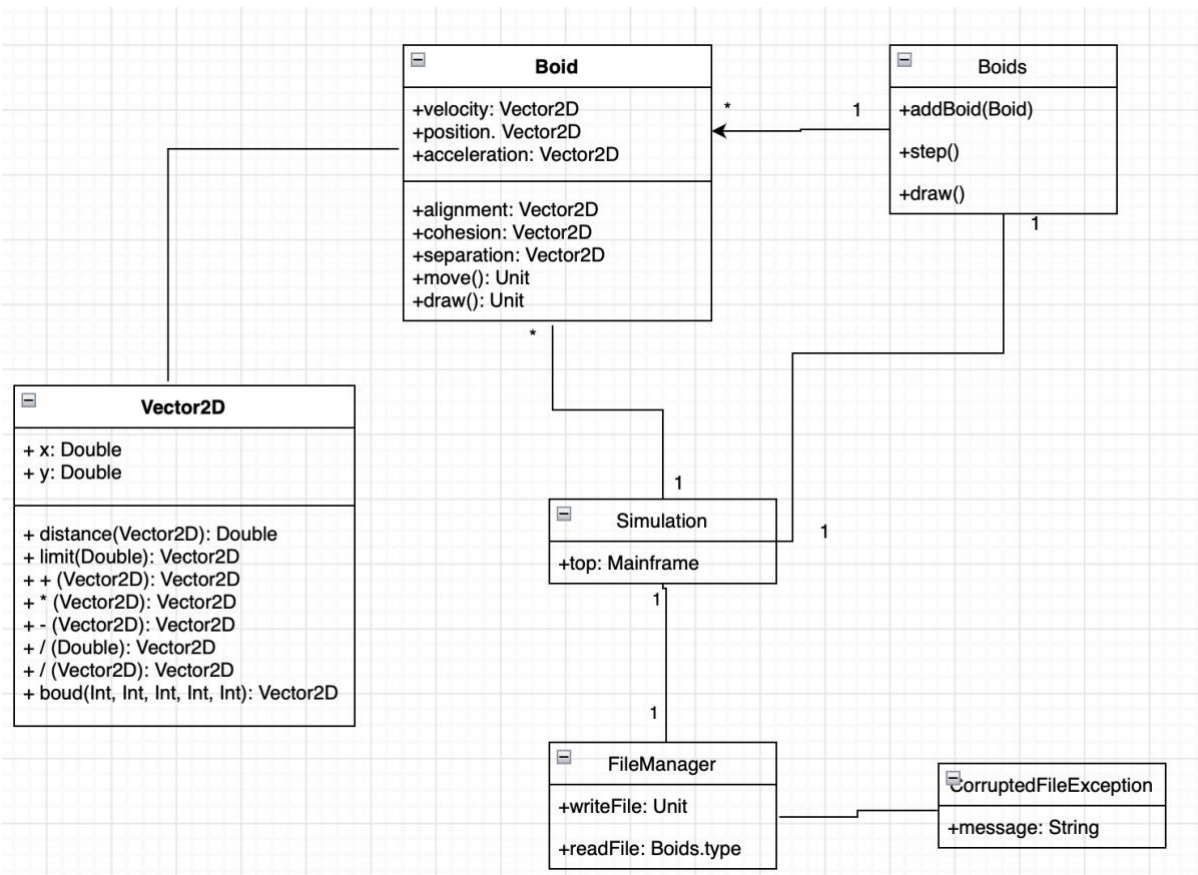 Boid
+velocity: Vector2D
+position. Vector2D
+acceleration: Vector2D
+alignment: Vector2D
+cohesion: Vector2D
+separation: Vector2D
+move(): Unit
+draw(): Unit
*
1
Boids
+addBoid(Boid)
+step()
+draw()
1
*
Vector2D
+ x: Double
+ y: Double
+ distance(Vector2D): Double
+ limit(Double): Vector2D
+ + (Vector2D): Vector2D
+ * (Vector2D): Vector2D
+ - (Vector2D): Vector2D
+ / (Double): Vector2D
+ / (Vector2D): Vector2D
+ boud(Int, Int, Int, Int, Int): Vector2D
1
Simulation
+top: Mainframe
1
1
1
FileManager
+writeFile: Unit
+readFile: Boids.type
CorruptedFileException
+message: String